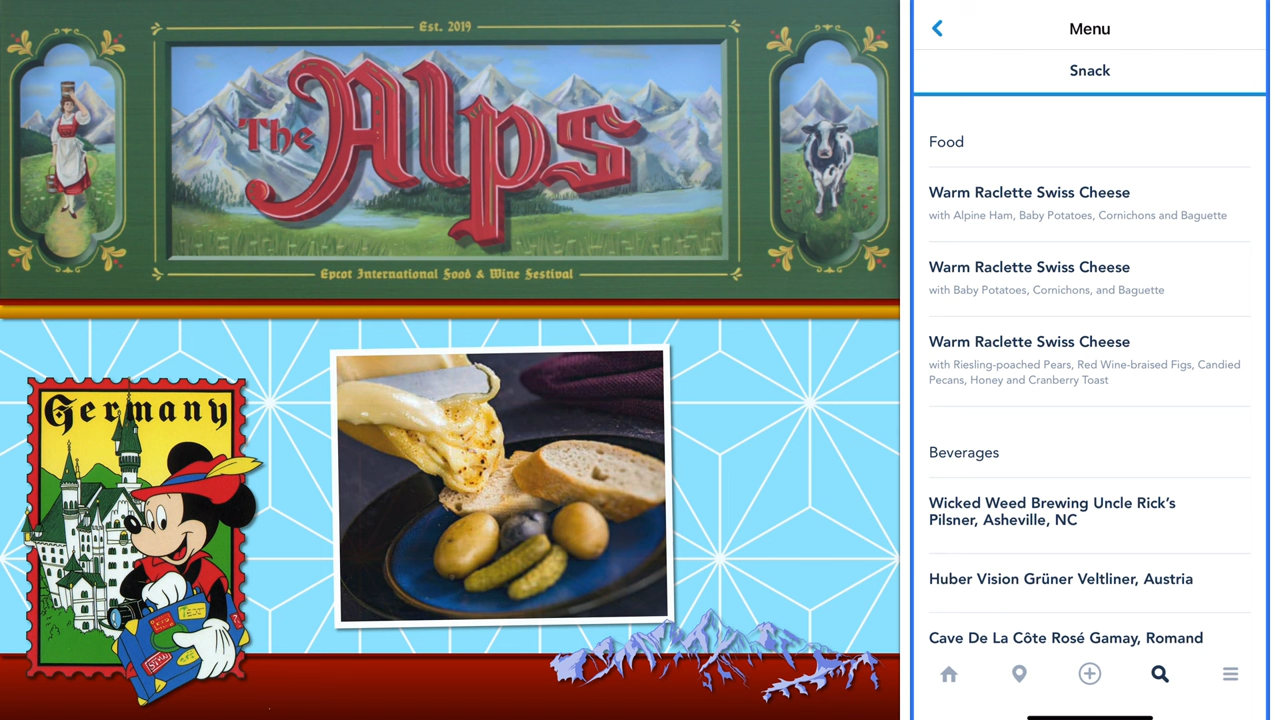 Est. 2019
The Alps
Epcot International Food & Wine Festival
Germany
Menu
Snack
Food
Warm Raclette Swiss Cheese
with Alpine Ham, Baby Potatoes, Cornichons and Baguette
Warm Raclette Swiss Cheese
with Baby Potatoes, Cornichons, and Baguette
Warm Raclette Swiss Cheese
with Riesling-poached Pears, Red Wine-braised Figs, Candied
Pecans, Honey and Cranberry Toast
Beverages
Wicked Weed Brewing Uncle Rick’s
Pilsner, Asheville, NC
Huber Vision Grüner Veltliner, Austria
Cave De La Côte Rosé Gamay, Romand